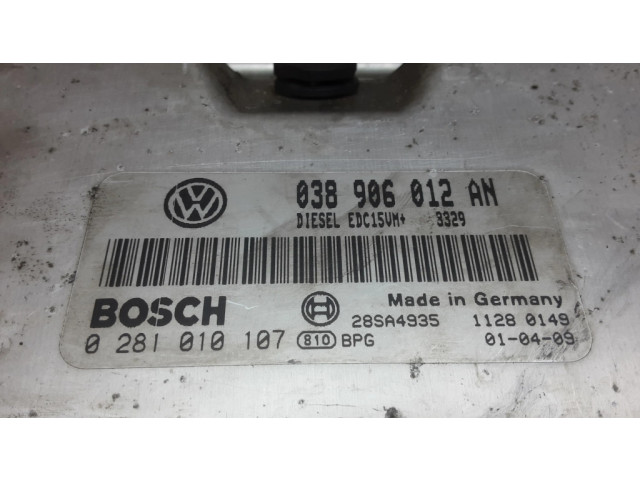 038 906 012 AN
DIESEL EDC15VM+ 3329
BOSCH
Made in Germany
28SA4935 1128 0149
0 281 010 107 810 BPG 01-04-09